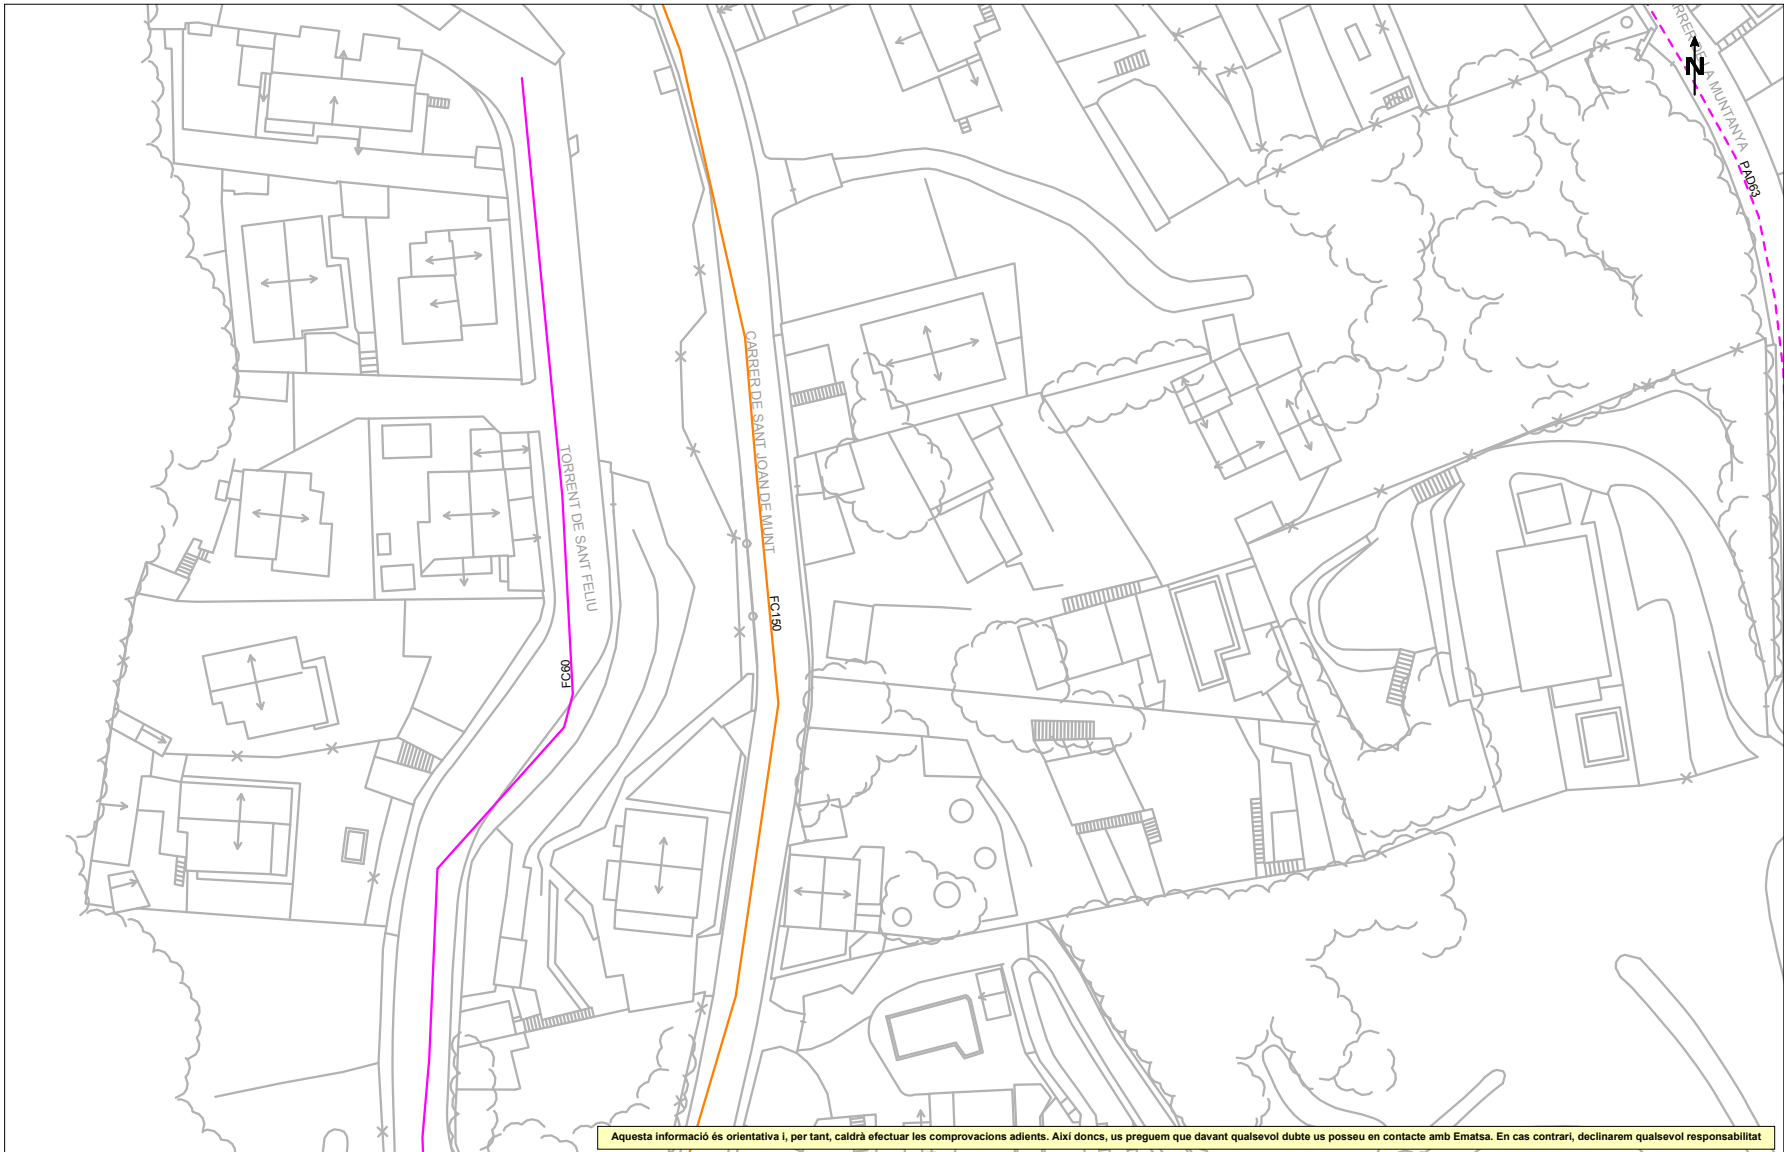 CARRER DE LA MUNTANYA
N
PAD63
CARRER DE SANT JOAN DE MUNT
TORRENT DE SANT FELIU
FC150
FC60
Aquesta informació és orientativa i, per tant, caldrà efectuar les comprovacions adients. Així doncs, us preguem que davant qualsevol dubte us posseu en contacte amb Ematsa. En cas contrari, declinarem qualsevol responsabilitat